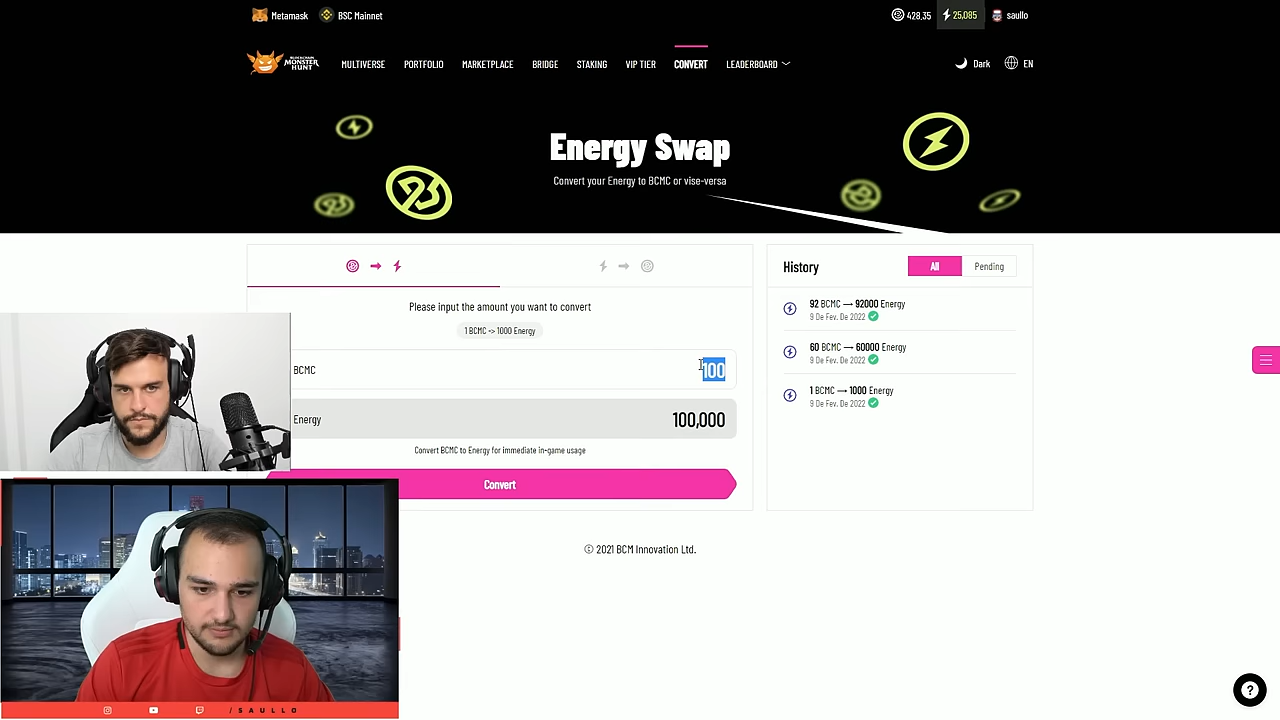 Metamask
BSC Mainnet
428,35
25,085
saullo
BLOCKCHAIN
MONSTER
HUNT
MULTIVERSE
PORTFOLIO
MARKETPLACE
BRIDGE
STAKING
VIP TIER
CONVERT
LEADERBOARD
Dark
EN
Energy Swap
Convert your Energy to BCMC or vise-versa
Please input the amount you want to convert
1 BCMC -> 1000 Energy
BCMC
100
Energy
100,000
Convert BCMC to Energy for immediate in-game usage
Convert
History
All
Pending
92 BCMC → 92000 Energy
9 De Fev. De 2022
60 BCMC → 60000 Energy
9 De Fev. De 2022
1 BCMC → 1000 Energy
9 De Fev. De 2022
© 2021 BCM Innovation Ltd.
/SAULLO
?